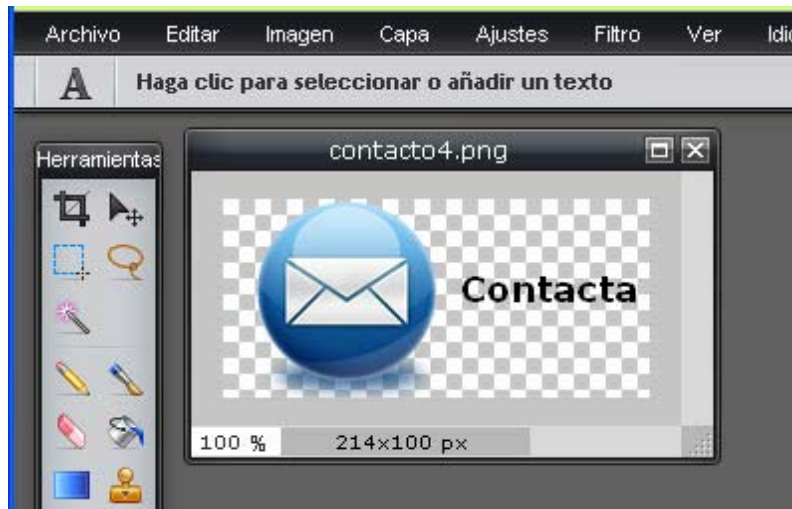 Archivo Editar Imagen Capa Ajustes Filtro Ver
A Haga clic para seleccionar o añadir un texto
Herramientas
contacto4.png
Contacta
100 % 214x100 px